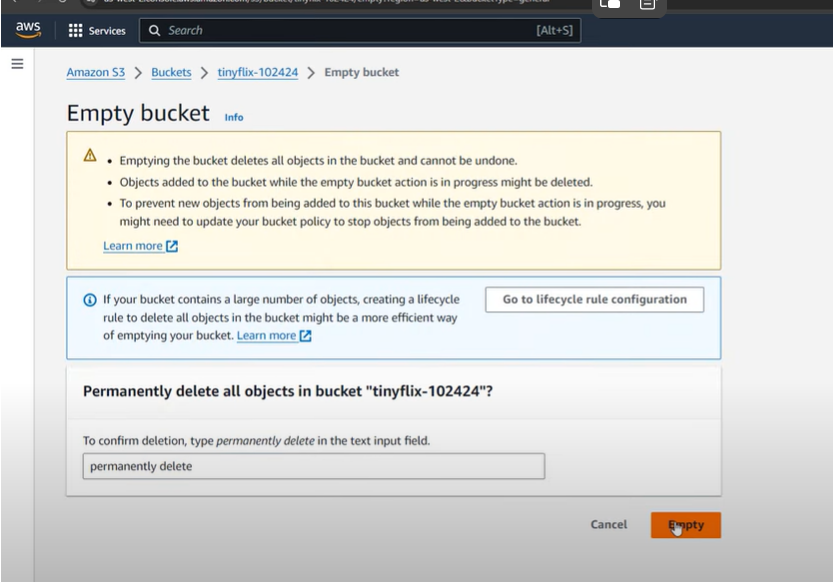 aws
Services
Search
[Alt+S]
Amazon S3 > Buckets > tinyflix-102424 > Empty bucket
Empty bucket Info
• Emptying the bucket deletes all objects in the bucket and cannot be undone.
• Objects added to the bucket while the empty bucket action is in progress might be deleted.
• To prevent new objects from being added to this bucket while the empty bucket action is in progress, you
might need to update your bucket policy to stop objects from being added to the bucket.
Learn more
If your bucket contains a large number of objects, creating a lifecycle
rule to delete all objects in the bucket might be a more efficient way
of emptying your bucket. Learn more
Go to lifecycle rule configuration
Permanently delete all objects in bucket "tinyflix-102424"?
To confirm deletion, type permanently delete in the text input field.
permanently delete
Cancel
Empty